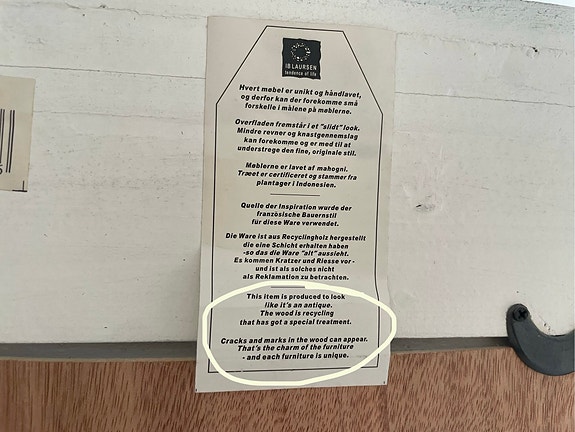 IB LAURSEN
tendence of life
Hvert møbel er unikt og håndlavet,
og derfor kan der forekomme små
forskelle i målene på møblerne.
Overfladen fremstår i et "slidt" look.
Mindre revner og knastgennemslag
kan forekomme og er med til at
understrege den fine, originale stil.
Møblerne er lavet af mahogni.
Træet er certificeret og stammer fra
plantager i Indonesien.
Quelle der Inspiration wurde der
französische Bauernstil
für diese Ware verwendet.
Die Ware ist aus Recyclingholz hergestellt
die eine Schicht erhalten haben
-so das die Ware "alt" aussieht.
Es kommen Kratzer und Riesse vor -
und ist als solches nicht
als Reklamation zu betrachten.
This item is produced to look
like it's an antique.
The wood is recycling
that has got a special treatment.
Cracks and marks in the wood can appear.
That's the charm of the furniture
- and each furniture is unique.